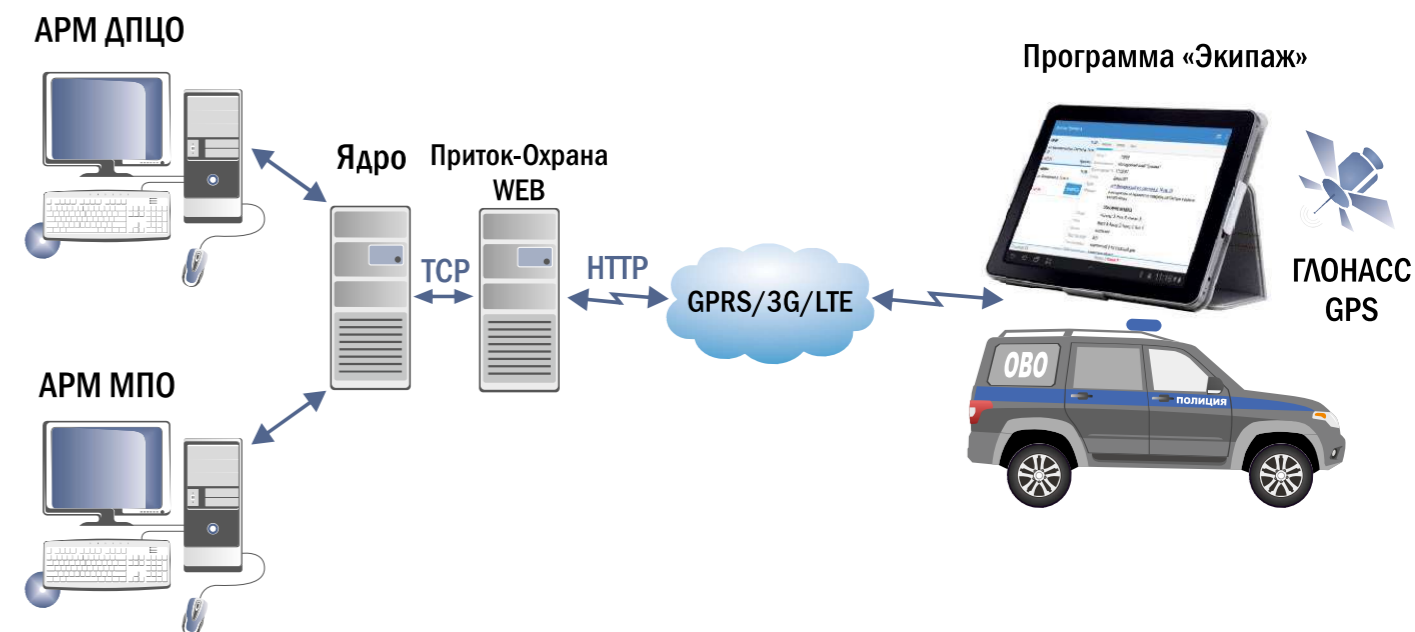 АРМ ДПЦО
Программа «Экипаж»
Ядро
Приток-Охрана
WEB
TCP
HTTP
GPRS/3G/LTE
ГЛОНАСС
GPS
АРМ МПО
ОВО
ПОЛИЦИЯ